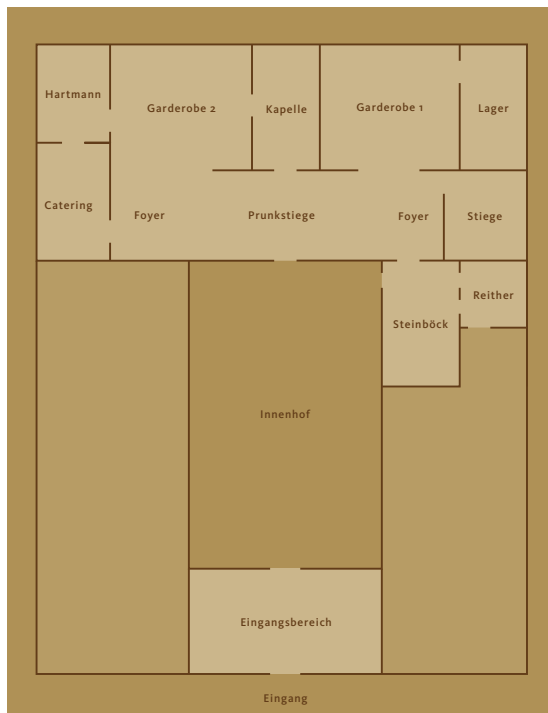 Hartmann
Garderobe 2
Kapelle
Garderobe 1
Lager
Catering
Foyer
Prunkstiege
Foyer
Stiege
Reither
Steinböck
Innenhof
Eingangsbereich
Eingang